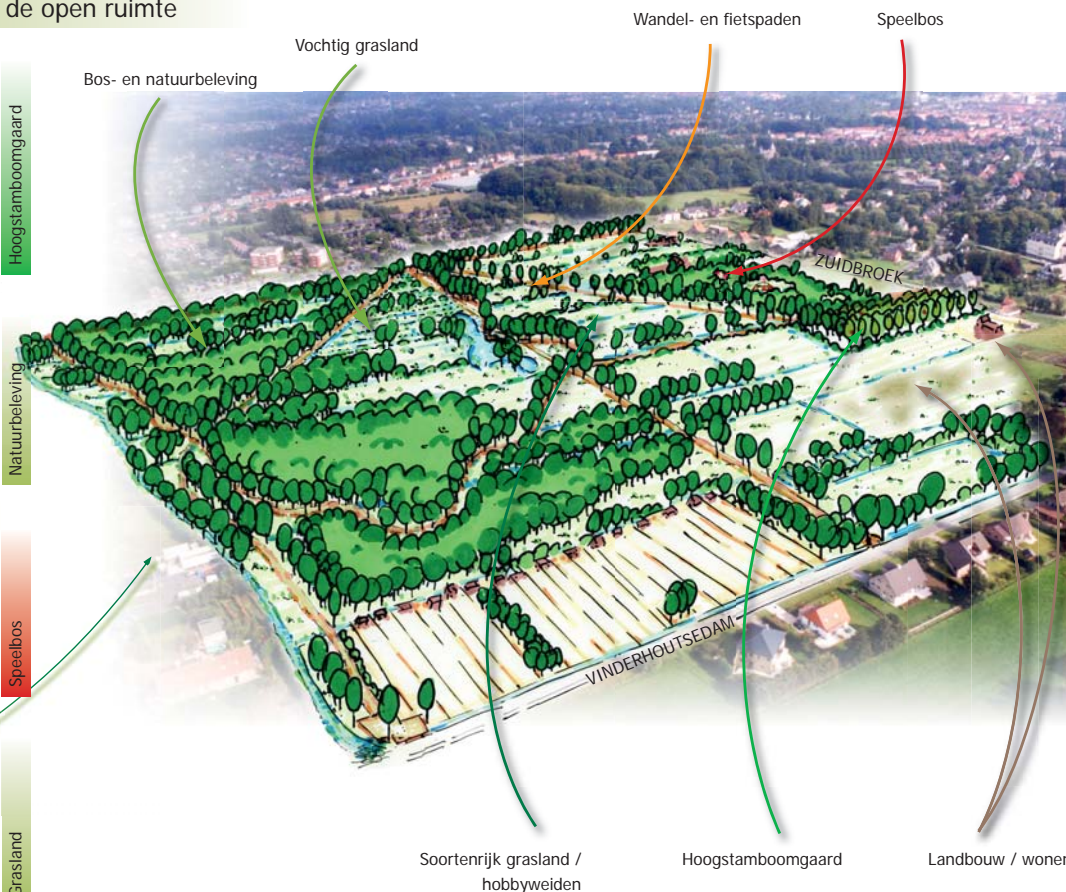 de open ruimte
Wandel- en fietspaden
Speelbos
Vochtig grasland
Bos- en natuurbeleving
Hoogstamboomgaard
ZUIDBROEK
Natuurbeleving
Speelbos
VINDERHOUTSEDAM
Grasland
Soortenrijk grasland /
hobbyweiden
Hoogstamboomgaard
Landbouw / wonen